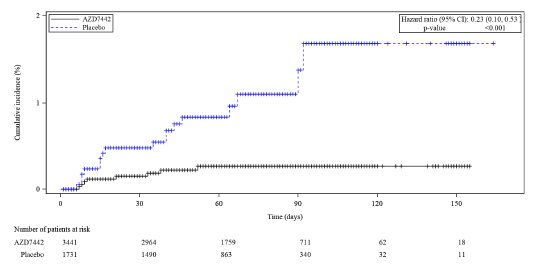 AZD7442
Placebo
Hazard ratio (95% CI): 0.23 (0.10, 0.53)
p-value <0.001
Cumulative incidence (%)
2
1
0
0 30 60 90 120 150
Time (days)
Number of patients at risk
AZD7442 3441 2964 1759 711 62 18
Placebo 1731 1490 863 340 32 11